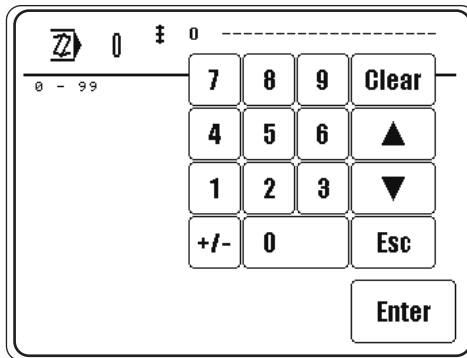 0 0 ------------------------
0 - 99
7 8 9 Clear
4 5 6
1 2 3
+/- 0 Esc
Enter